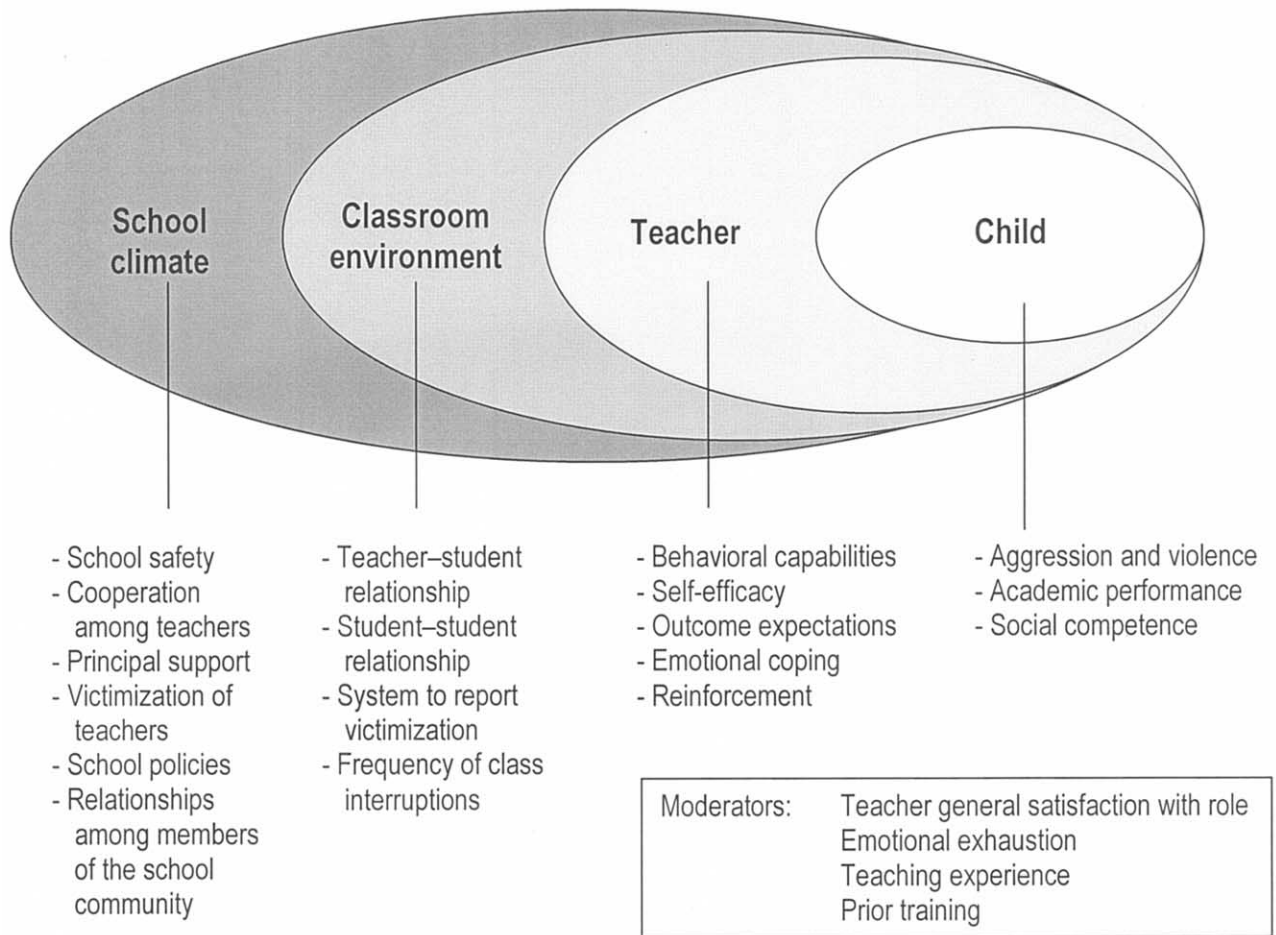 School
climate
Classroom
environment
Teacher
Child
- School safety
- Cooperation
among teachers
- Principal support
- Victimization of
teachers
- School policies
- Relationships
among members
of the school
community
- Teacher–student
relationship
- Student–student
relationship
- System to report
victimization
- Frequency of class
interruptions
- Behavioral capabilities
- Self-efficacy
- Outcome expectations
- Emotional coping
- Reinforcement
- Aggression and violence
- Academic performance
- Social competence
Moderators: Teacher general satisfaction with role
Emotional exhaustion
Teaching experience
Prior training